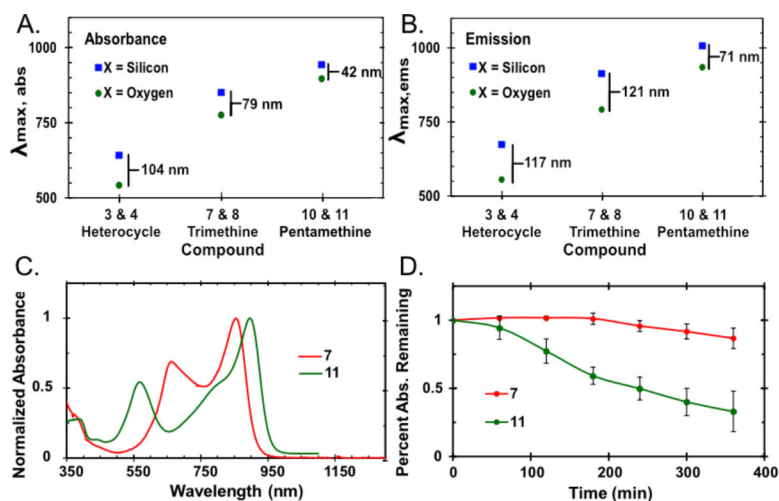 A.
Absorbance
X = Silicon
X = Oxygen
λmax, abs
1000
750
500
104 nm
79 nm
42 nm
3 & 4
Heterocycle
7 & 8
Trimethine
10 & 11
Pentamethine
Compound
B.
Emission
X = Silicon
X = Oxygen
λmax,ems
1000
750
500
117 nm
121 nm
71 nm
3 & 4
Heterocycle
7 & 8
Trimethine
10 & 11
Pentamethine
Compound
C.
Normalized Absorbance
1
0.5
0
7
11
350
550
750
950
1150
Wavelength (nm)
D.
Percent Abs. Remaining
1
0.5
0
7
11
0
100
200
300
400
Time (min)